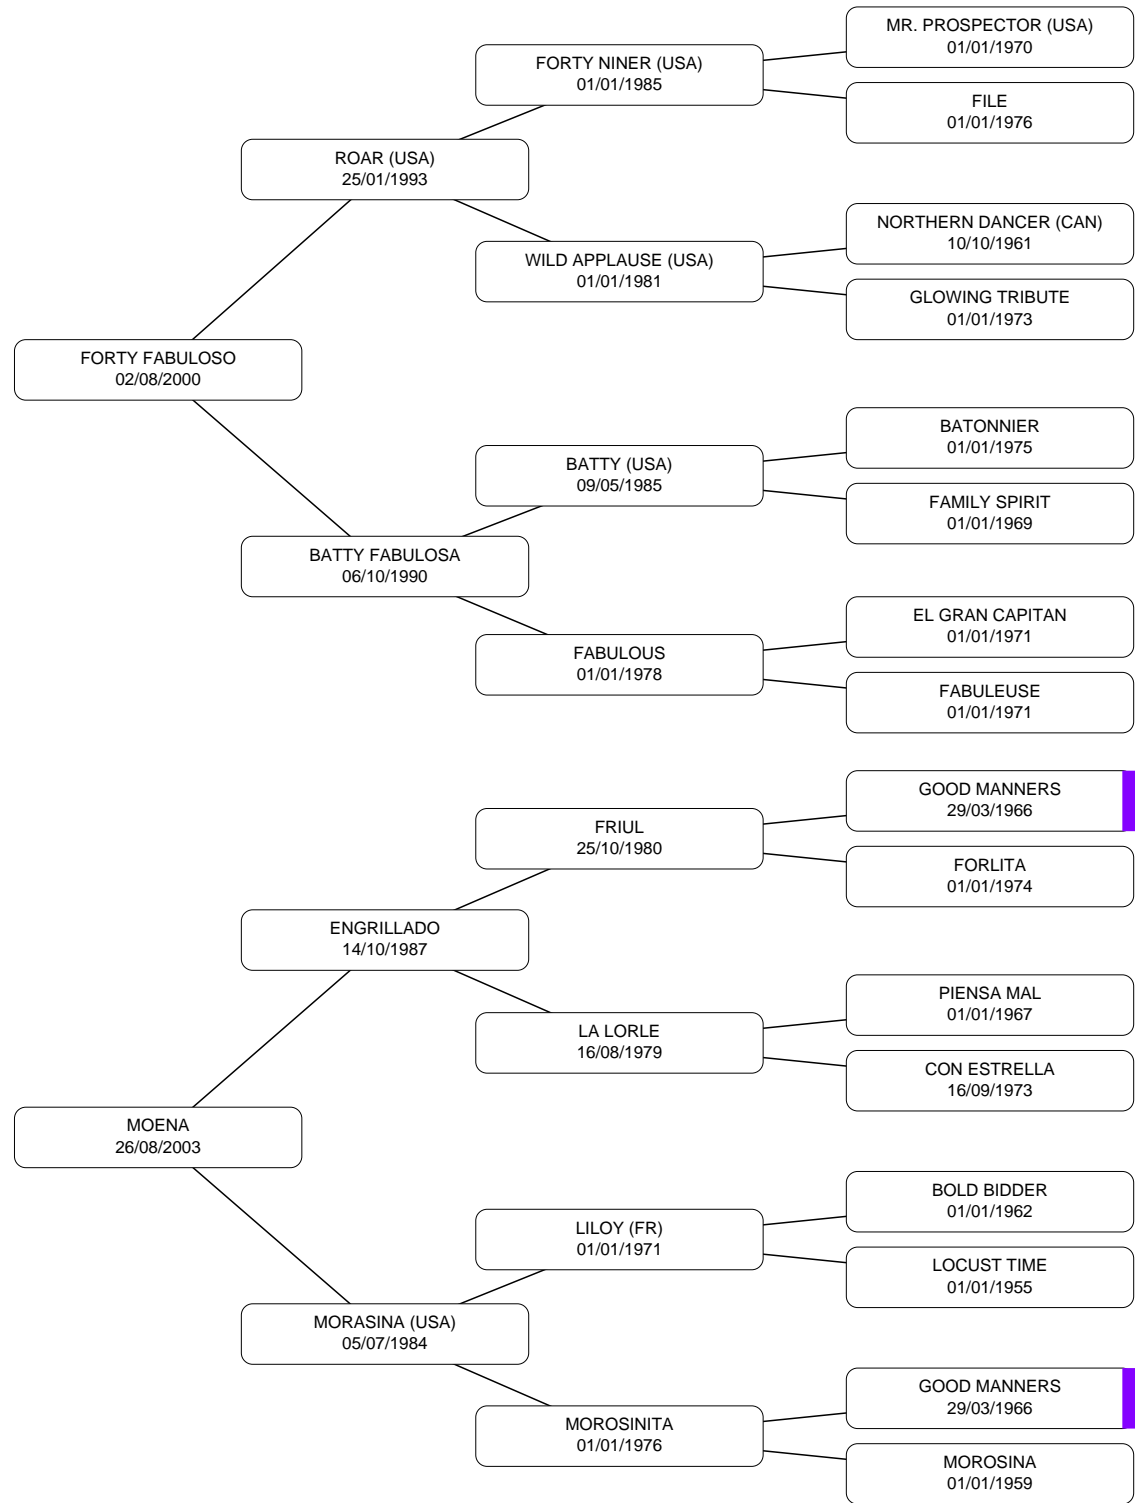 MR. PROSPECTOR (USA)
01/01/1970
FORTY NINER (USA)
01/01/1985
FILE
01/01/1976
ROAR (USA)
25/01/1993
NORTHERN DANCER (CAN)
10/10/1961
WILD APPLAUSE (USA)
01/01/1981
GLOWING TRIBUTE
01/01/1973
FORTY FABULOSO
02/08/2000
BATONNIER
01/01/1975
BATTY (USA)
09/05/1985
FAMILY SPIRIT
01/01/1969
BATTY FABULOSA
06/10/1990
EL GRAN CAPITAN
01/01/1971
FABULOUS
01/01/1978
FABULEUSE
01/01/1971
GOOD MANNERS
29/03/1966
FRIUL
25/10/1980
FORLITA
01/01/1974
ENGRILLADO
14/10/1987
PIENSA MAL
01/01/1967
LA LORLE
16/08/1979
CON ESTRELLA
16/09/1973
MOENA
26/08/2003
BOLD BIDDER
01/01/1962
LILOY (FR)
01/01/1971
LOCUST TIME
01/01/1955
MORASINA (USA)
05/07/1984
GOOD MANNERS
29/03/1966
MOROSINITA
01/01/1976
MOROSINA
01/01/1959